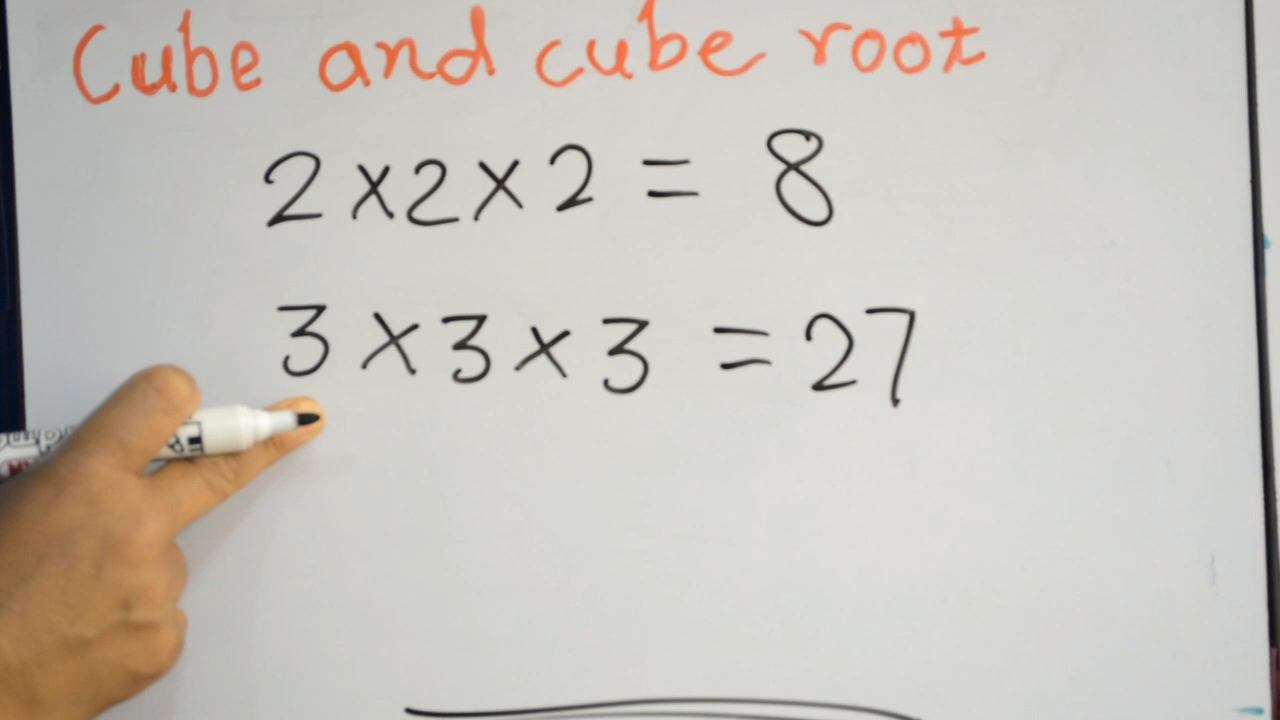 Cube and cube root
2 × 2 × 2 = 8
3 × 3 × 3 = 27